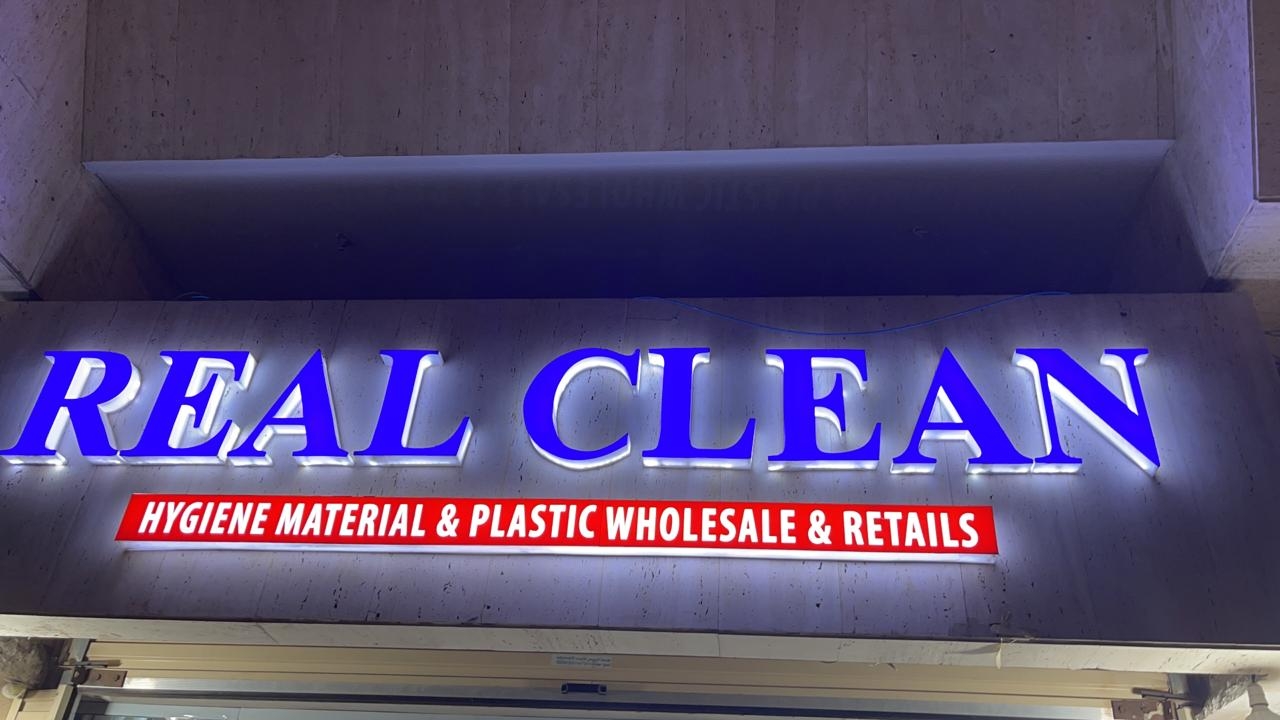 REAL CLEAN
HYGIENE MATERIAL & PLASTIC WHOLESALE & RETAILS